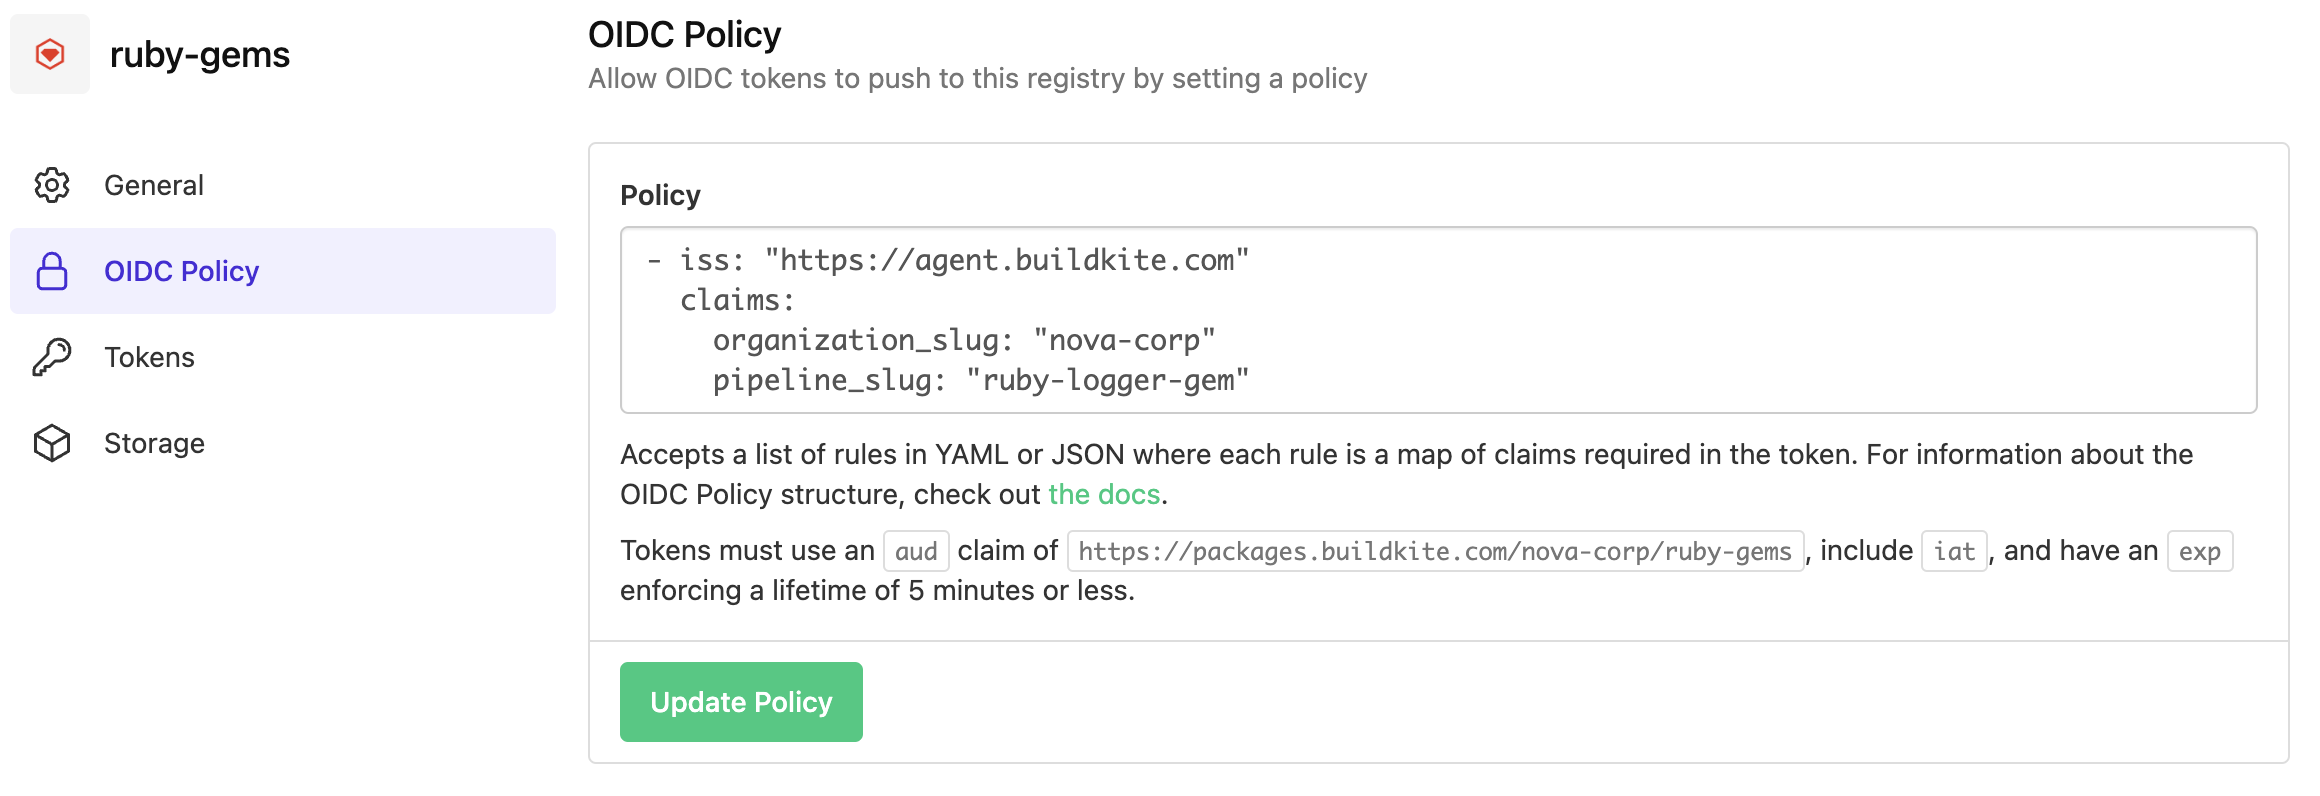 ruby-gems
General
OIDC Policy
Tokens
Storage
OIDC Policy
Allow OIDC tokens to push to this registry by setting a policy
Policy
- iss: "https://agent.buildkite.com"
  claims:
    organization_slug: "nova-corp"
    pipeline_slug: "ruby-logger-gem"
Accepts a list of rules in YAML or JSON where each rule is a map of claims required in the token. For information about the
OIDC Policy structure, check out the docs.
Tokens must use an aud claim of https://packages.buildkite.com/nova-corp/ruby-gems, include iat, and have an exp
enforcing a lifetime of 5 minutes or less.
Update Policy